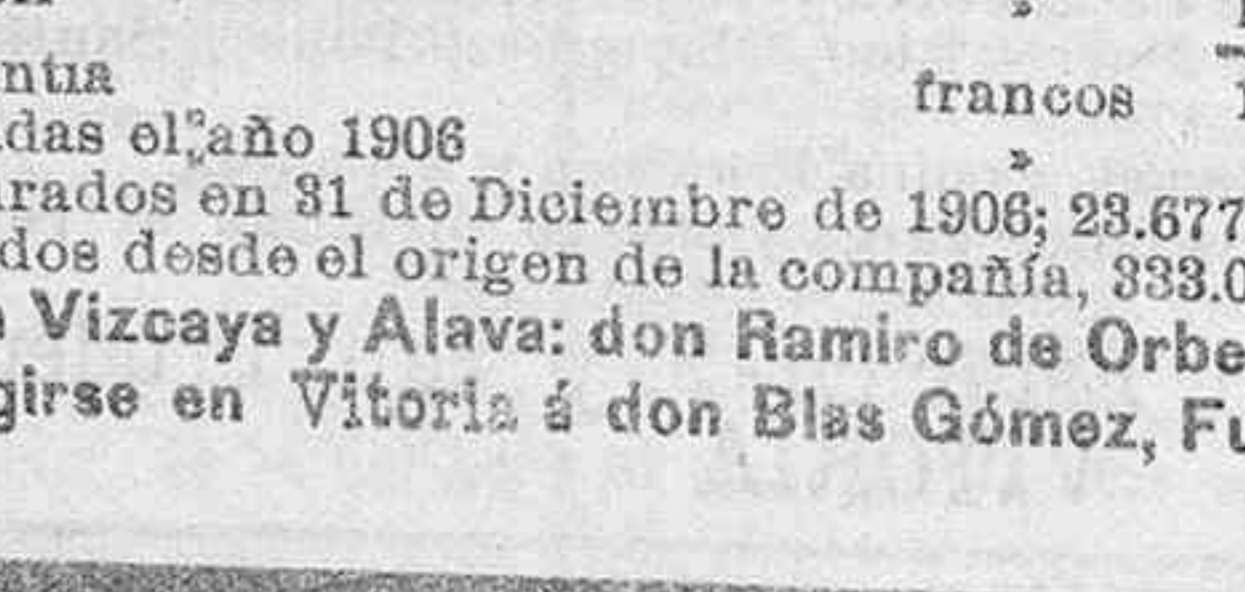 »
ntia francos 1
das el año 1906 »
rados en 31 de Diciembre de 1906; 23.677
dos desde el origen de la compañía, 333.0
Vizcaya y Alava: don Ramiro de Orbe
girse en Vitoria á don Blas Gómez, Fu